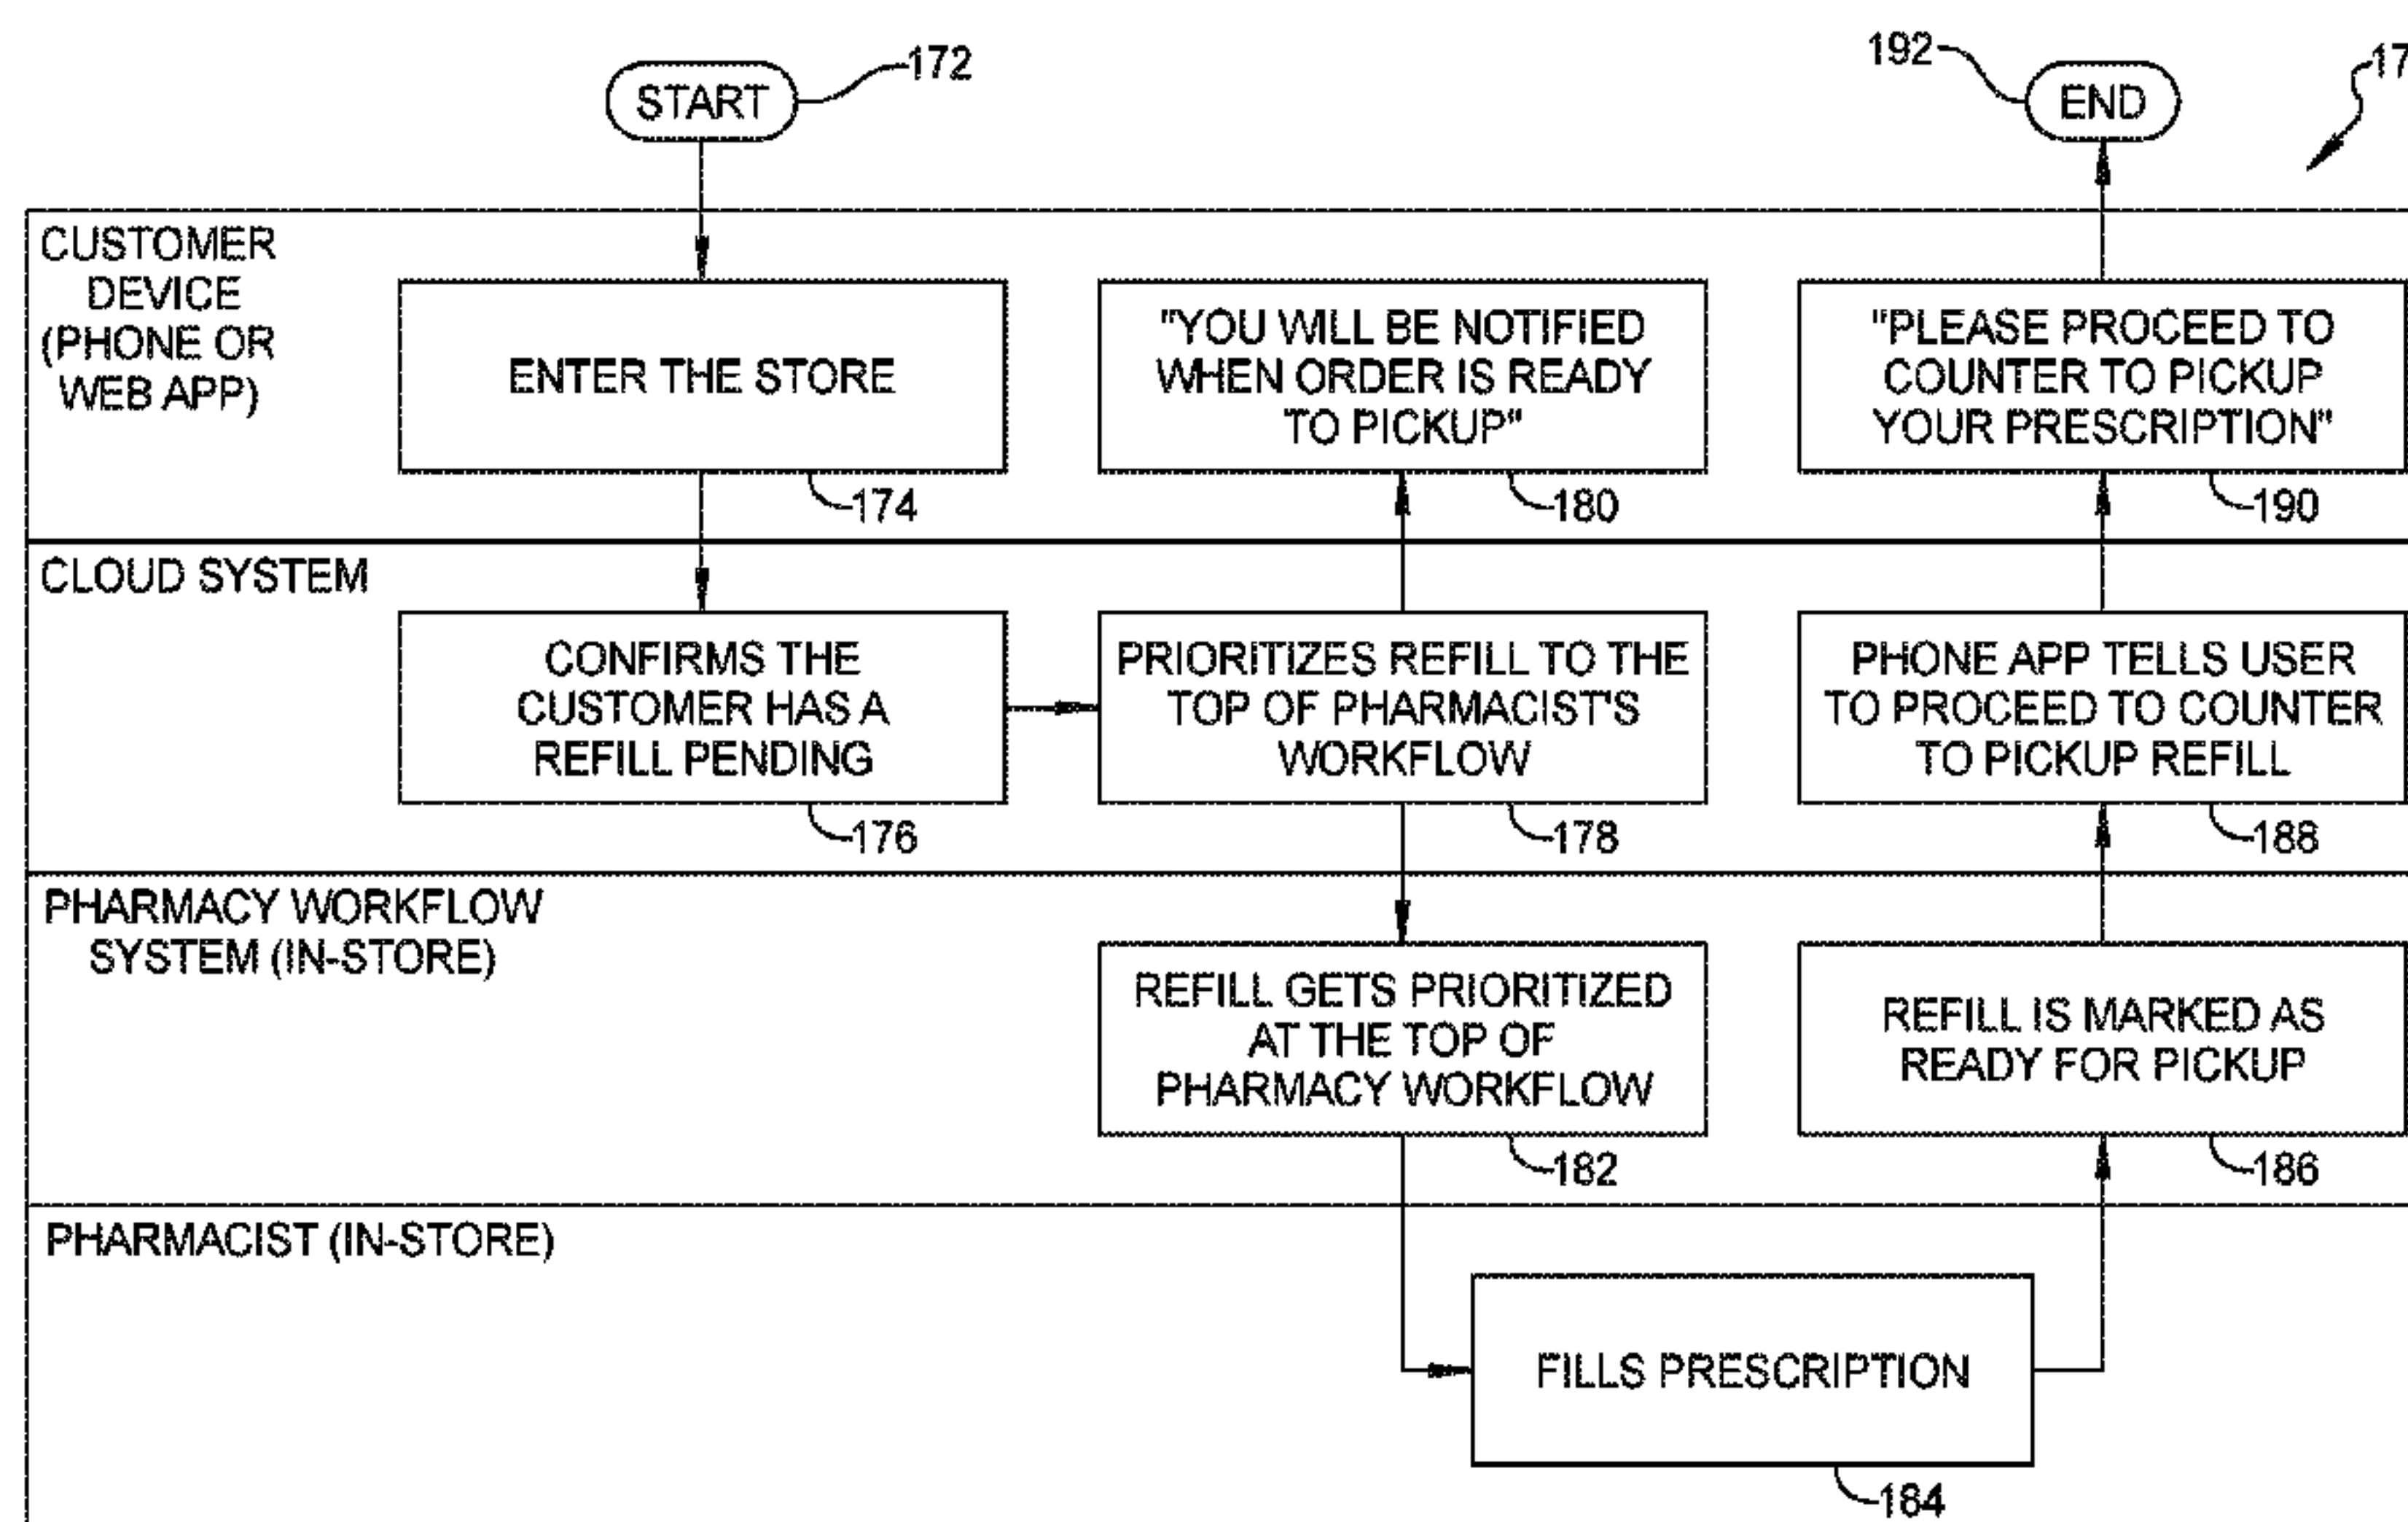 START
172
192
END
17
CUSTOMER
DEVICE
(PHONE OR
WEB APP)
ENTER THE STORE
174
"YOU WILL BE NOTIFIED
WHEN ORDER IS READY
TO PICKUP"
180
"PLEASE PROCEED TO
COUNTER TO PICKUP
YOUR PRESCRIPTION"
190
CLOUD SYSTEM
CONFIRMS THE
CUSTOMER HAS A
REFILL PENDING
176
PRIORITIZES REFILL TO THE
TOP OF PHARMACIST'S
WORKFLOW
178
PHONE APP TELLS USER
TO PROCEED TO COUNTER
TO PICKUP REFILL
188
PHARMACY WORKFLOW
SYSTEM (IN-STORE)
REFILL GETS PRIORITIZED
AT THE TOP OF
PHARMACY WORKFLOW
182
REFILL IS MARKED AS
READY FOR PICKUP
186
PHARMACIST (IN-STORE)
FILLS PRESCRIPTION
184